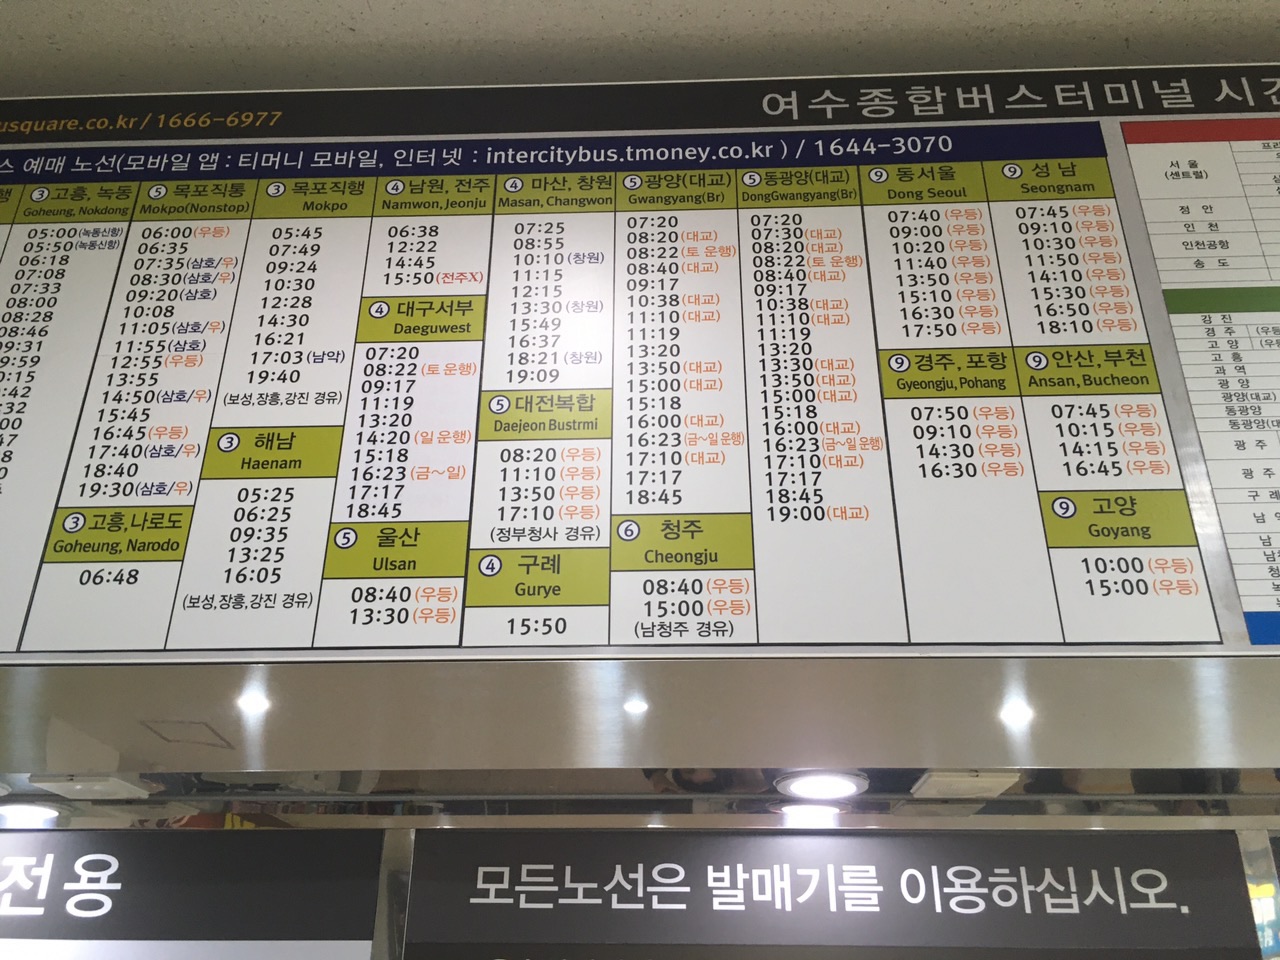 usquare.co.kr / 1666-6977
여수종합버스터미널
스 예매 노선(모바일 앱 : 티머니 모바일, 인터넷 : intercitybus.tmoney.co.kr ) / 1644-3070
행
③ 고흥, 녹동
Goheung, Nokdong
05:00(녹동신항)
05:50(녹동신항)
06:18
07:08
07:33
08:00
08:28
08:46
09:31
③ 고흥,나로도
Goheung, Narodo
06:48
⑤ 목포직통
Mokpo(Nonstop)
06:00(우등)
06:35
07:35(삼호/우)
08:30(삼호/우)
09:20(삼호)
10:08
11:05(삼호/우)
11:55(삼호)
12:55(우등)
13:55
14:50(삼호/우)
15:45
16:45(우등)
17:40(삼호/우)
18:40
19:30(삼호/우)
③ 목포직행
Mokpo
05:45
07:49
09:24
10:30
12:28
14:30
16:21
17:03(남악)
19:40
(보성,장흥,강진 경유)
③ 해남
Haenam
05:25
06:25
09:35
13:25
16:05
(보성,장흥,강진 경유)
④ 남원, 전주
Namwon, Jeonju
06:38
12:22
14:45
15:50(전주X)
④ 대구서부
Daeguwest
07:20
08:22(토 운행)
09:17
11:19
13:20
14:20(일 운행)
15:18
16:23(금~일)
17:17
18:45
⑤ 울산
Ulsan
08:40(우등)
13:30(우등)
④ 마산, 창원
Masan, Changwon
07:25
08:55
10:10(창원)
11:15
12:15
13:30(창원)
15:49
16:37
18:21(창원)
19:09
⑤ 대전복합
Daejeon Bustrmi
08:20(우등)
11:10(우등)
13:50(우등)
17:10(우등)
(정부청사 경유)
④ 구례
Gurye
15:50
⑤ 광양(대교)
Gwangyang(Br)
07:20
08:20(대교)
08:22(토 운행)
08:40(대교)
09:17
10:38(대교)
11:10(대교)
11:19
13:20
13:50(대교)
15:00(대교)
15:18
16:00(대교)
16:23(금~일 운행)
17:10(대교)
17:17
18:45
⑥ 청주
Cheongju
08:40(우등)
15:00(우등)
(남청주 경유)
⑤ 동광양(대교)
DongGwangyang(Br)
07:20
07:30(대교)
08:20(대교)
08:22(토 운행)
08:40(대교)
09:17
10:38(대교)
11:10(대교)
11:19
13:20
13:30(대교)
13:50(대교)
15:00(대교)
15:18
16:00(대교)
16:23(금~일 운행)
17:10(대교)
17:17
18:45
19:00(대교)
⑨ 동서울
Dong Seoul
07:40(우등)
09:00(우등)
10:20(우등)
11:40(우등)
13:50(우등)
15:10(우등)
16:30(우등)
17:50(우등)
⑨ 경주, 포항
Gyeongju, Pohang
07:50(우등)
09:10(우등)
14:30(우등)
16:30(우등)
⑨ 성 남
Seongnam
07:45(우등)
09:10(우등)
10:30(우등)
11:50(우등)
14:10(우등)
15:30(우등)
16:50(우등)
18:10(우등)
⑨ 안산,부천
Ansan, Bucheon
07:45(우등)
10:15(우등)
14:15(우등)
16:45(우등)
⑨ 고양
Goyang
10:00(우등)
15:00(우등)
서 울
(센트럴)
정 안
인 천
인천공항
송 도
강 진
경 주
고 양
고 흥
과 역
광 양
광양(대교)
동광양
광 주
광 주
구 례
전용
모든노선은 발매기를 이용하십시오.